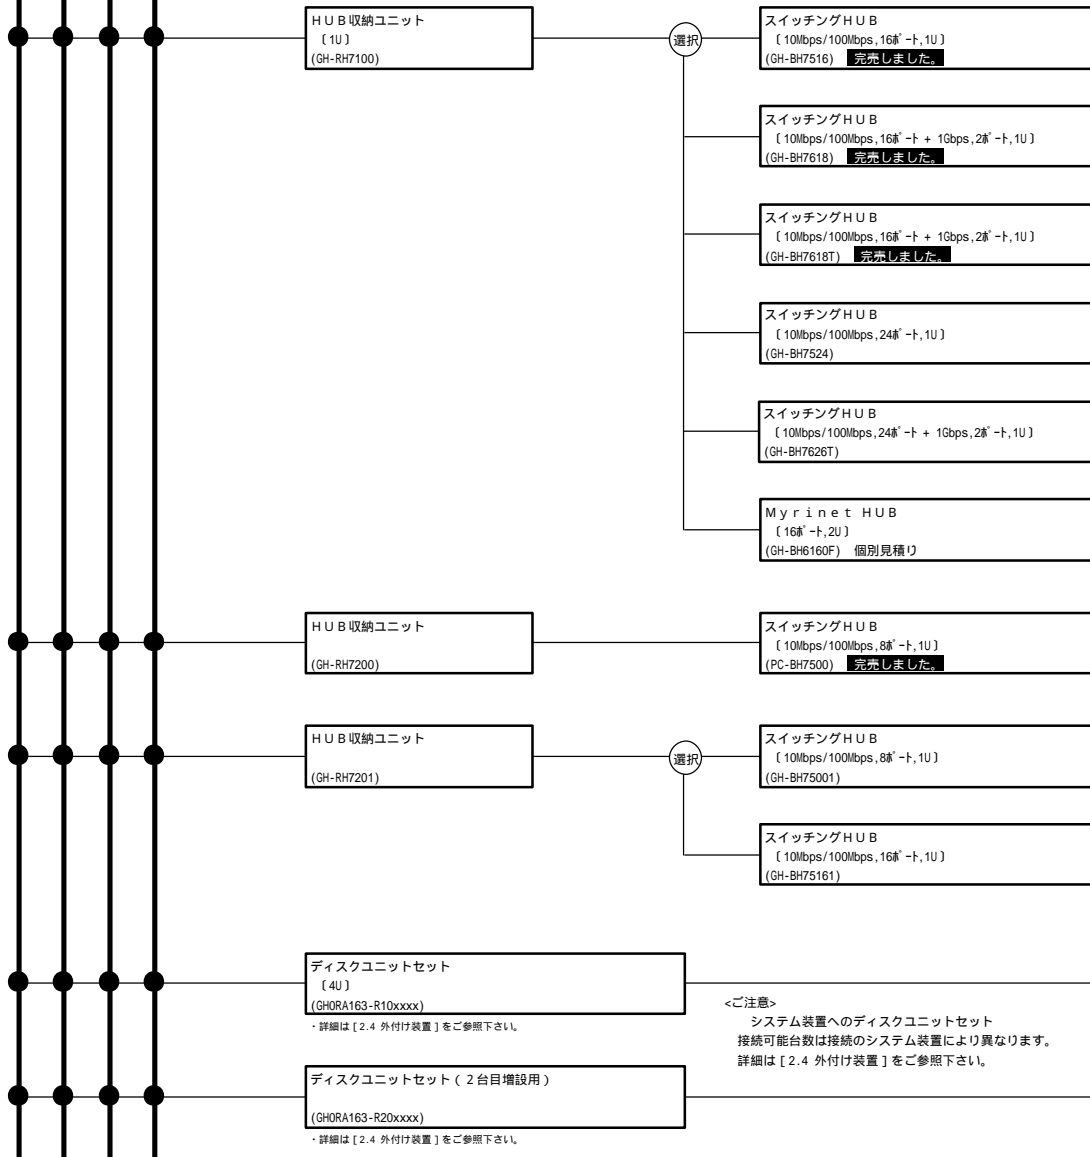 HUB収納ユニット
〔1U〕
(GH-RH7100)
選択
スイッチングHUB
〔10Mbps/100Mbps,16ﾎﾟｰﾄ,1U〕
(GH-BH7516) 完売しました。
スイッチングHUB
〔10Mbps/100Mbps,16ﾎﾟｰﾄ + 1Gbps,2ﾎﾟｰﾄ,1U〕
(GH-BH7618) 完売しました。
スイッチングHUB
〔10Mbps/100Mbps,16ﾎﾟｰﾄ + 1Gbps,2ﾎﾟｰﾄ,1U〕
(GH-BH7618T) 完売しました。
スイッチングHUB
〔10Mbps/100Mbps,24ﾎﾟｰﾄ,1U〕
(GH-BH7524)
スイッチングHUB
〔10Mbps/100Mbps,24ﾎﾟｰﾄ + 1Gbps,2ﾎﾟｰﾄ,1U〕
(GH-BH7626T)
Myrinet HUB
〔16ﾎﾟｰﾄ,2U〕
(GH-BH6160F) 個別見積り
HUB収納ユニット
(GH-RH7200)
スイッチングHUB
〔10Mbps/100Mbps,8ﾎﾟｰﾄ,1U〕
(PC-BH7500) 完売しました。
HUB収納ユニット
(GH-RH7201)
選択
スイッチングHUB
〔10Mbps/100Mbps,8ﾎﾟｰﾄ,1U〕
(GH-BH75001)
スイッチングHUB
〔10Mbps/100Mbps,16ﾎﾟｰﾄ,1U〕
(GH-BH75161)
ディスクユニットセット
〔4U〕
(GH0RA163-R10xxxx)
・詳細は［2.4 外付け装置］をご参照下さい。
<ご注意>
システム装置へのディスクユニットセット
接続可能台数は接続のシステム装置により異なります。
詳細は［2.4 外付け装置］をご参照下さい。
ディスクユニットセット（２台目増設用）
(GH0RA163-R20xxxx)
・詳細は［2.4 外付け装置］をご参照下さい。